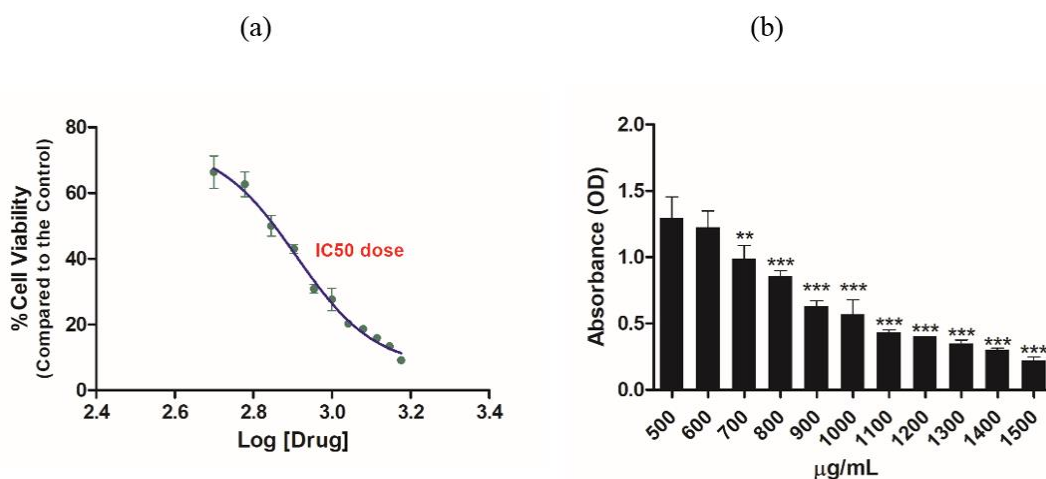 (a)
(b)
% Cell Viability
(Compared to the Control)
80
60
40
20
0
IC50 dose
2.4 2.6 2.8 3.0 3.2 3.4
Log [Drug]
Absorbance (OD)
2.0
1.5
1.0
0.5
0.0
** *** *** *** *** *** *** *** ***
500 600 700 800 900 1000 1100 1200 1300 1400 1500
μg/mL